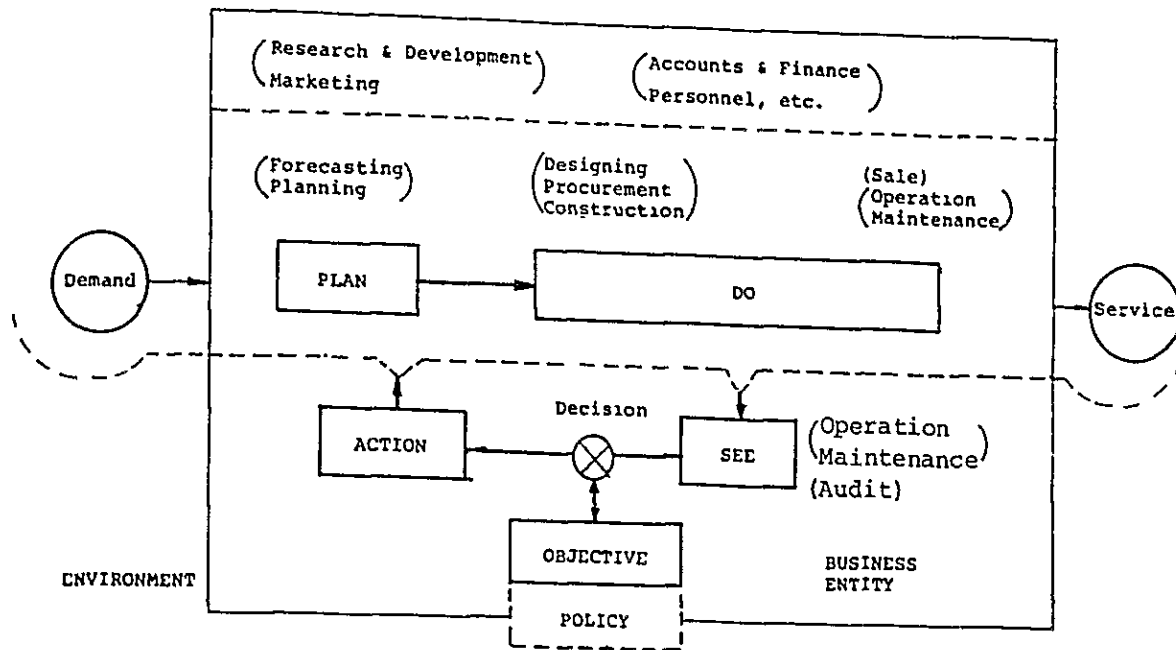 (Research & Development
Marketing)
(Accounts & Finance
Personnel, etc.)
(Forecasting
Planning)
(Designing
Procurement
Construction)
(Sale)
(Operation
Maintenance)
Demand
PLAN
DO
Service
Decision
ACTION
SEE
(Operation
Maintenance)
(Audit)
OBJECTIVE
POLICY
ENVIRONMENT
BUSINESS
ENTITY